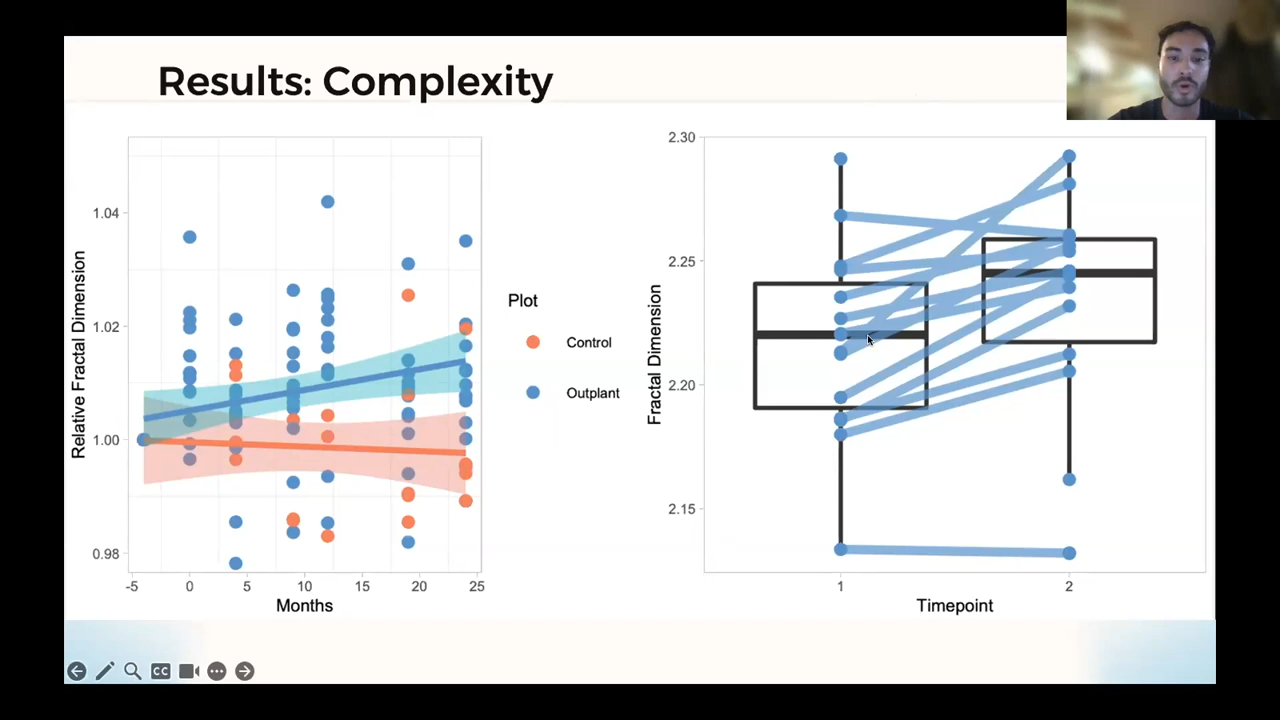 Results: Complexity
Relative Fractal Dimension
1.04
1.02
1.00
0.98
-5 0 5 10 15 20 25
Months
Plot
Control
Outplant
Fractal Dimension
2.30
2.25
2.20
2.15
1 2
Timepoint
CC